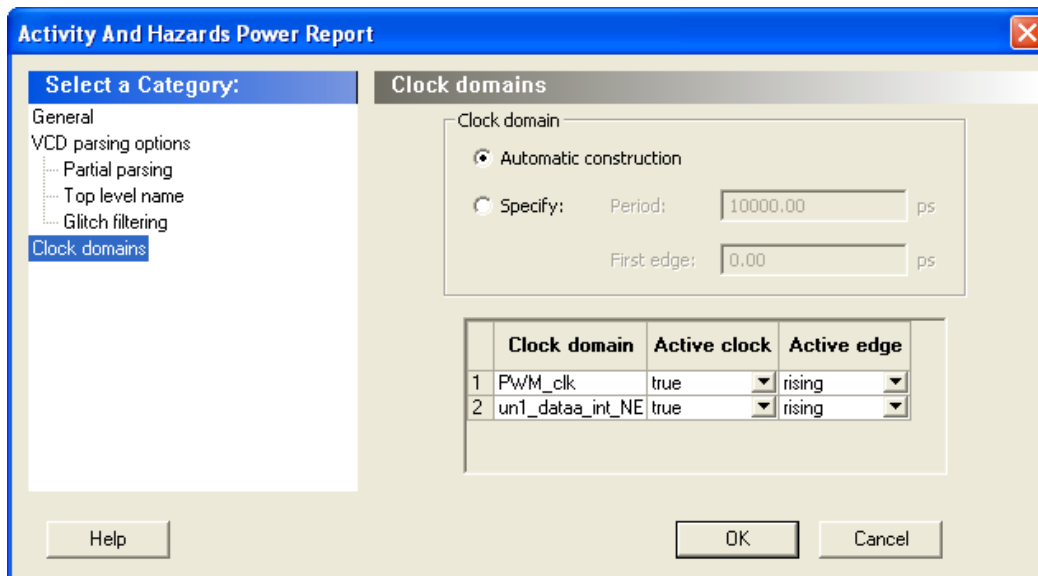 Activity And Hazards Power Report
Select a Category:
General
VCD parsing options
Partial parsing
Top level name
Glitch filtering
Clock domains
Clock domains
Clock domain
Automatic construction
Specify: Period: 10000.00 ps
First edge: 0.00 ps
Clock domain Active clock Active edge
1 PWM_clk true rising
2 un1_dataa_int_NE true rising
Help OK Cancel